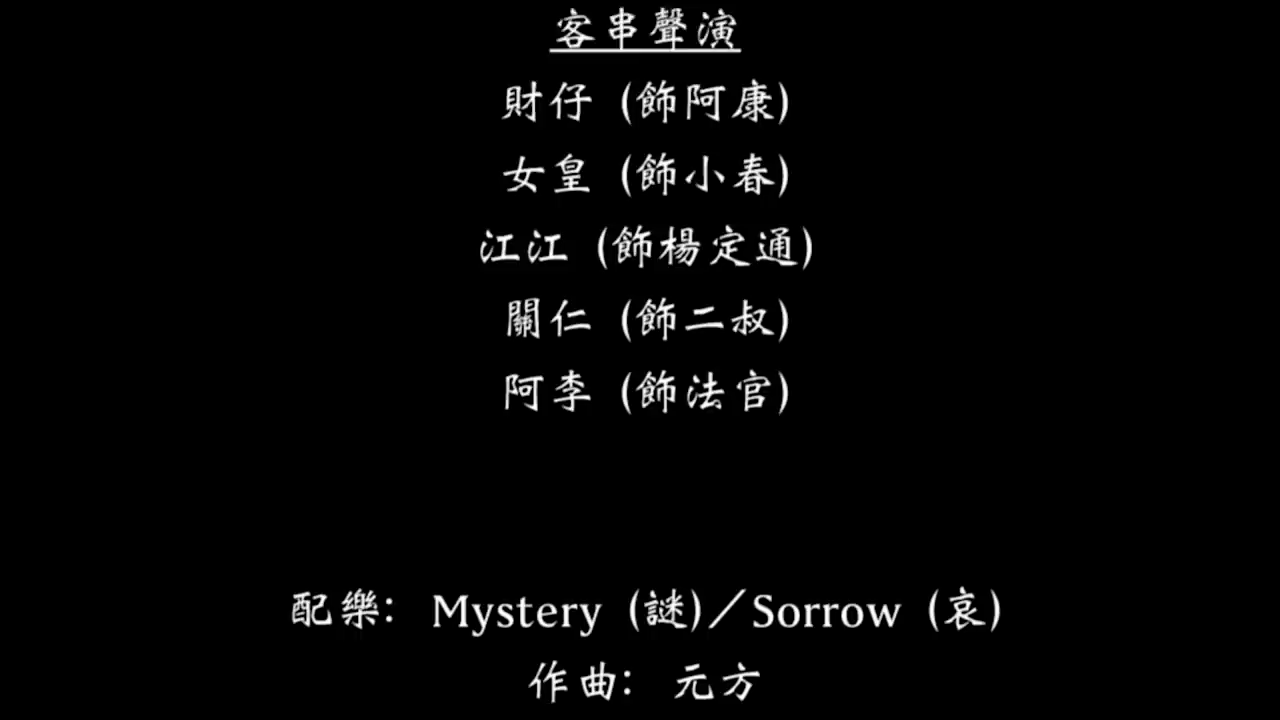 客串聲演
財仔 (飾阿康)
女皇 (飾小春)
江江 (飾楊定通)
關仁 (飾二叔)
阿李 (飾法官)
配樂: Mystery (謎)／Sorrow (哀)
作曲: 元方